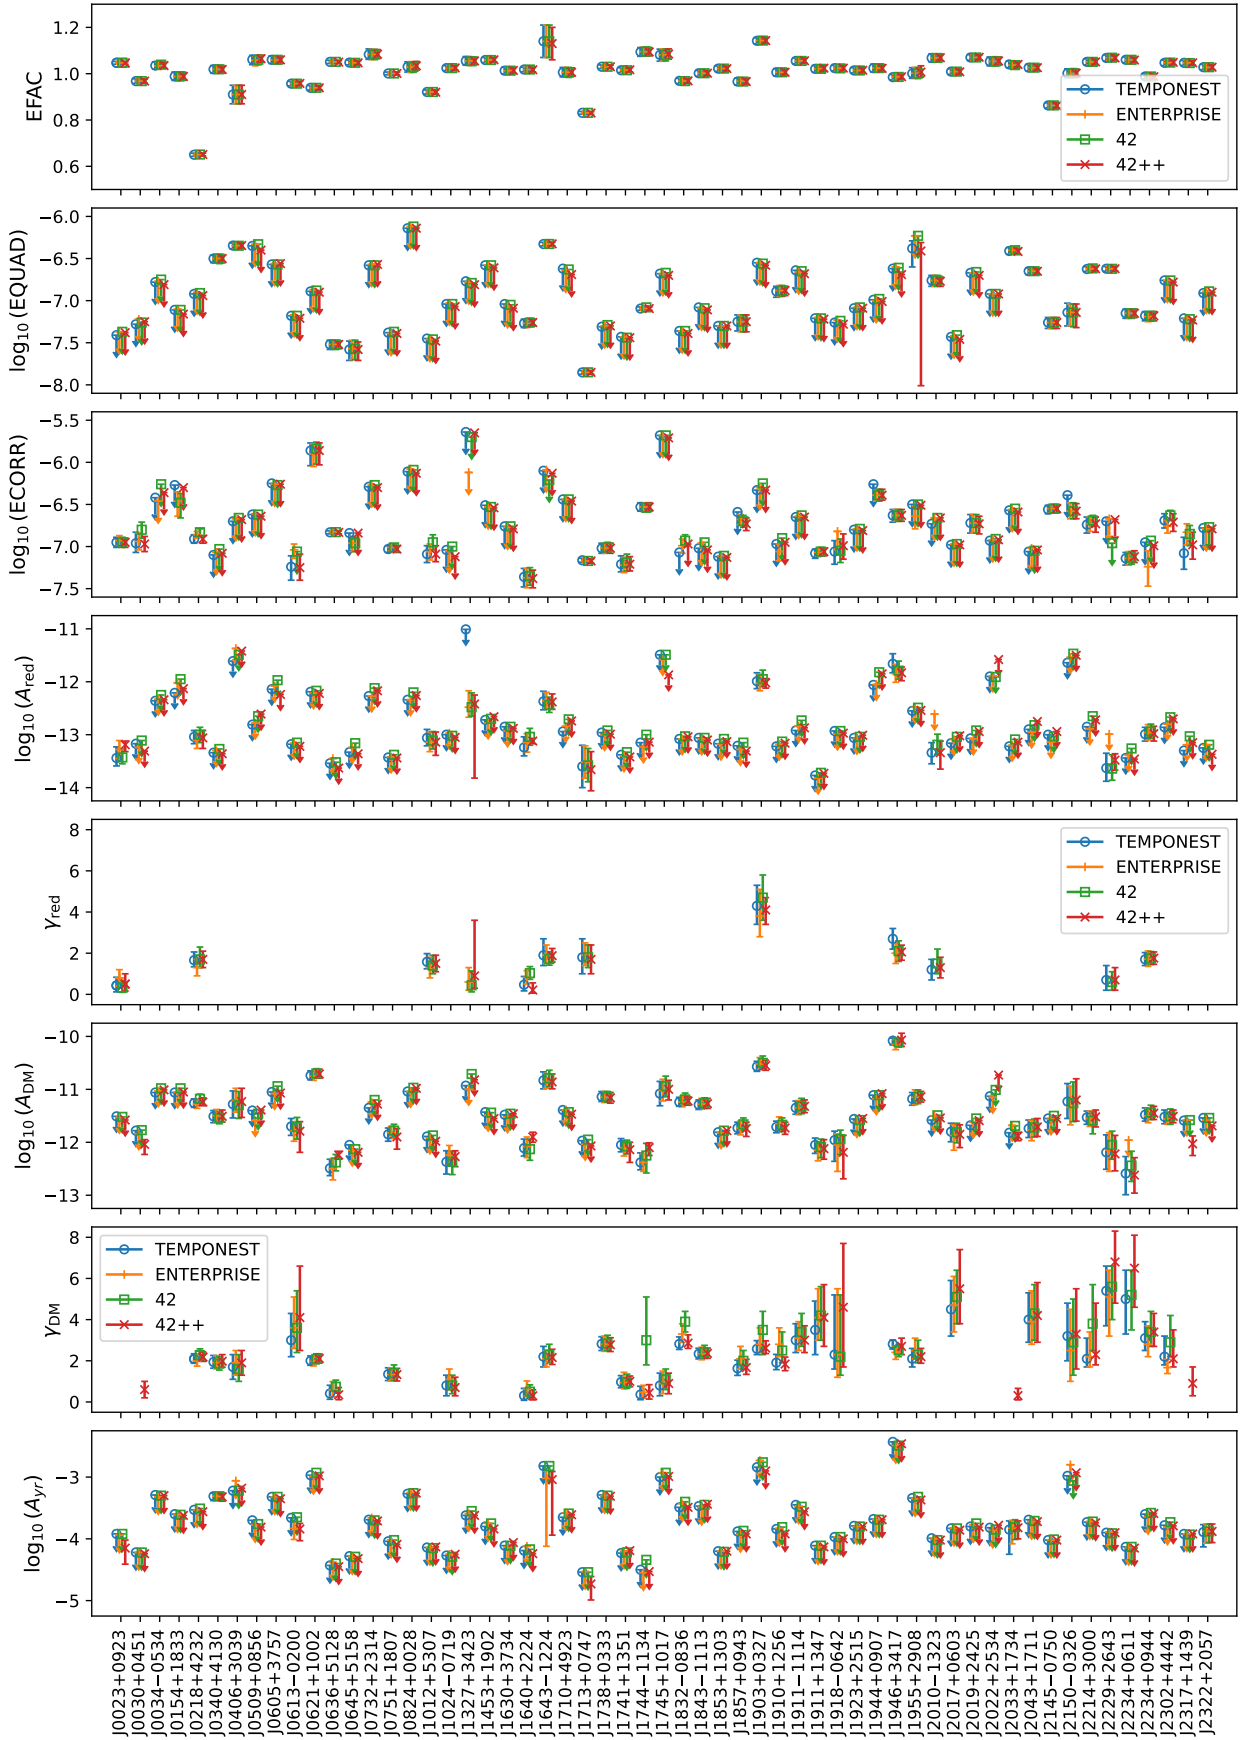 EFAC
1.2
1.0
0.8
0.6
TEMPONEST
ENTERPRISE
42
42++
log10 (EQUAD)
−6.0
−6.5
−7.0
−7.5
−8.0
log10 (ECORR)
−5.5
−6.0
−6.5
−7.0
−7.5
log10 (Ared)
−11
−12
−13
−14
γred
8
6
4
2
0
TEMPONEST
ENTERPRISE
42
42++
log10 (ADM)
−10
−11
−12
−13
γDM
8
6
4
2
0
TEMPONEST
ENTERPRISE
42
42++
log10 (Ayr)
−3
−4
−5
J0023+0923
J0030+0451
J0034−0534
J0154+1833
J0218+4232
J0340+4130
J0406+3039
J0509+0856
J0605+3757
J0613−0200
J0621+1002
J0636+5128
J0645+5158
J0732+2314
J0751+1807
J0824+0028
J1012+5307
J1024−0719
J1327+3423
J1453+1902
J1630+3734
J1640+2224
J1643−1224
J1710+4923
J1713+0747
J1738+0333
J1741+1351
J1744−1134
J1745+1017
J1832−0836
J1843−1113
J1853+1303
J1857+0943
J1903+0327
J1910+1256
J1911−1114
J1911+1347
J1918−0642
J1923+2515
J1944+0907
J1946+3417
J1955+2908
J2010−1323
J2017+0603
J2019+2425
J2022+2534
J2033+1734
J2043+1711
J2145−0750
J2150−0326
J2214+3000
J2229+2643
J2234+0611
J2234+0944
J2302+4442
J2317+1439
J2322+2057